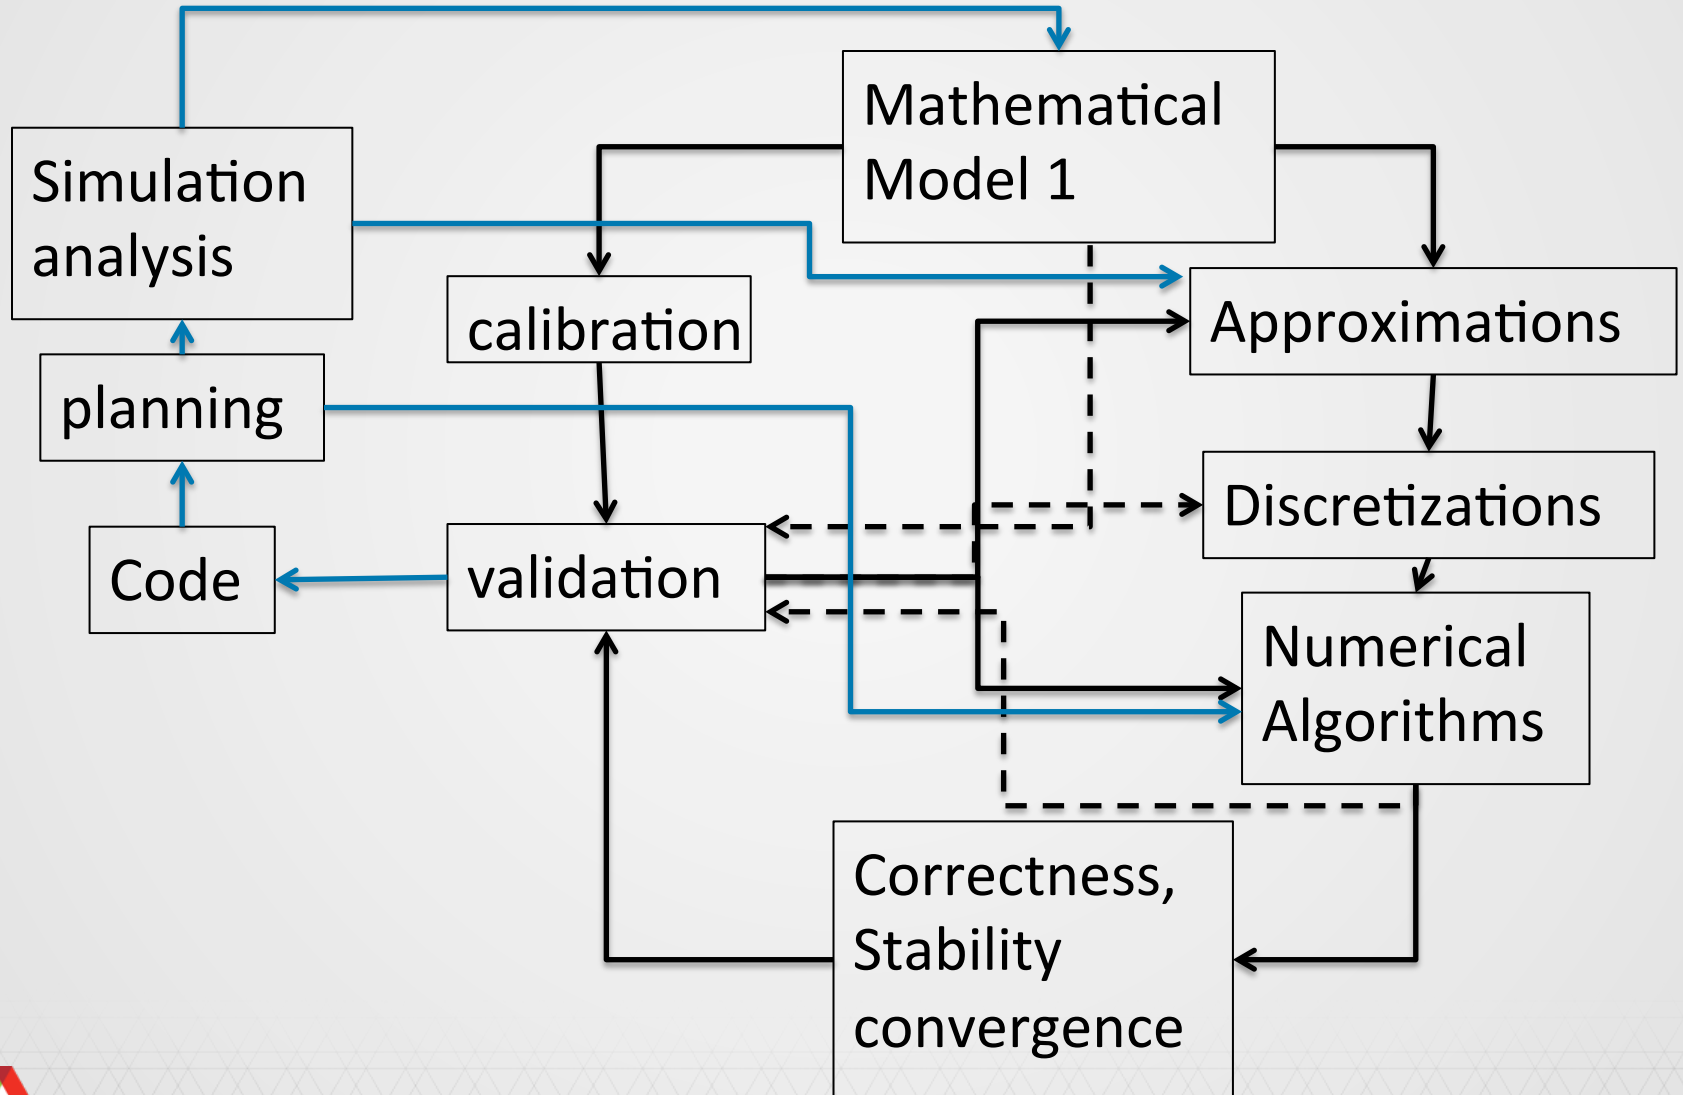 Mathematical
Model 1
Simulation
analysis
calibration
Approximations
planning
Discretizations
Code
validation
Numerical
Algorithms
Correctness,
Stability
convergence